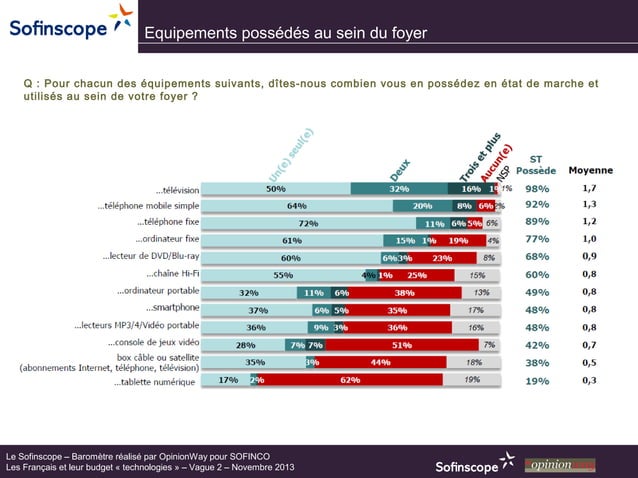 Sofinscope
Equipements possédés au sein du foyer
Q : Pour chacun des équipements suivants, dîtes-nous combien vous en possédez en état de marche et
utilisés au sein de votre foyer ?
Un(e) seul(e)
Deux
Trois et plus
Aucun(e)
NSP
ST
Possède
Moyenne
...télévision 50% 32% 16% 1% 1% 98% 1,7
...téléphone mobile simple 64% 20% 8% 6% 2% 92% 1,3
...téléphone fixe 72% 11% 6% 5% 6% 89% 1,2
...ordinateur fixe 61% 15% 1% 19% 4% 77% 1,0
...lecteur de DVD/Blu-ray 60% 6% 3% 23% 8% 68% 0,9
...chaîne Hi-Fi 55% 4% 1% 25% 15% 60% 0,8
...ordinateur portable 32% 11% 6% 38% 13% 49% 0,8
...smartphone 37% 6% 5% 35% 17% 48% 0,8
...lecteurs MP3/4/Vidéo portable 36% 9% 3% 36% 16% 48% 0,8
...console de jeux vidéo 28% 7% 7% 51% 7% 42% 0,7
box câble ou satellite
(abonnements Internet, téléphone, télévision) 35% 3% 44% 18% 38% 0,5
...tablette numérique 17% 2% 62% 19% 19% 0,3
Le Sofinscope – Baromètre réalisé par OpinionWay pour SOFINCO
Les Français et leur budget « technologies » – Vague 2 – Novembre 2013
Sofinscope
opinion